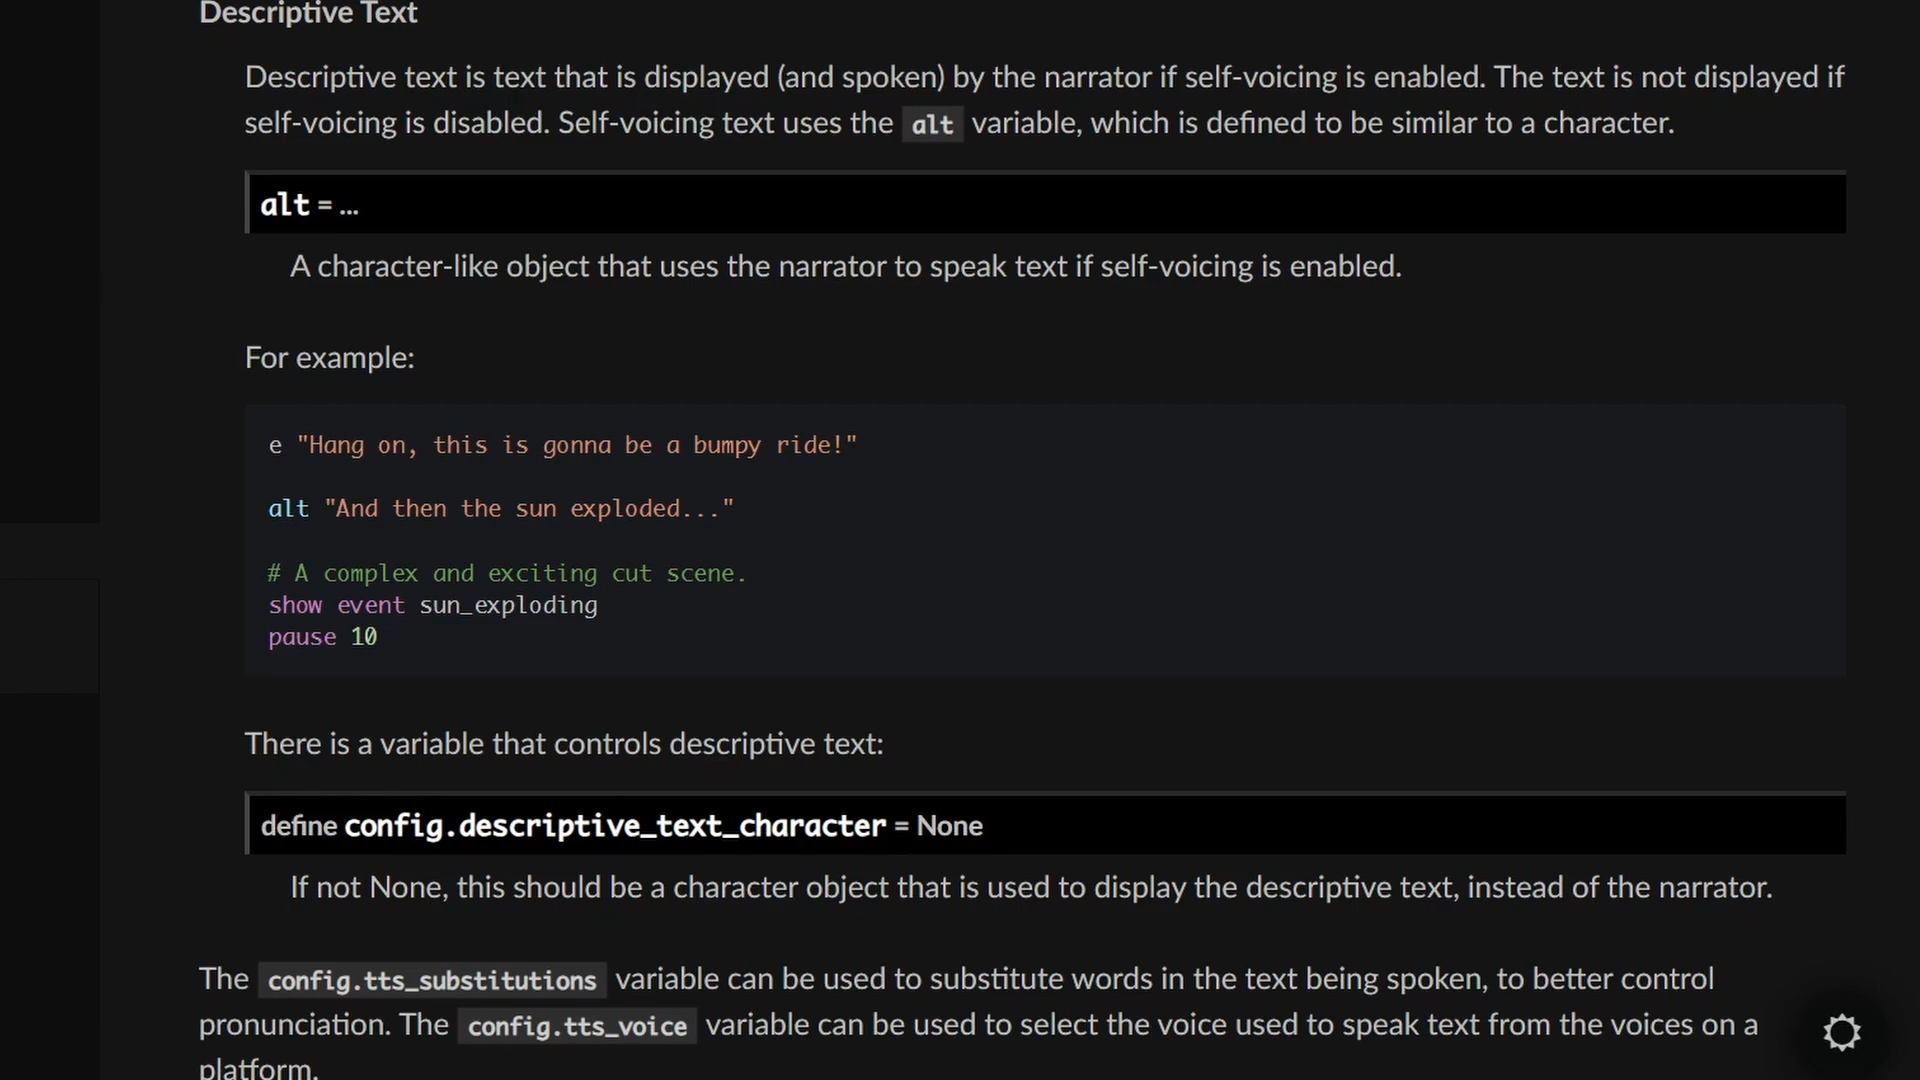 Descriptive Text
Descriptive text is text that is displayed (and spoken) by the narrator if self-voicing is enabled. The text is not displayed if
self-voicing is disabled. Self-voicing text uses the alt variable, which is defined to be similar to a character.
alt = ...
A character-like object that uses the narrator to speak text if self-voicing is enabled.
For example:
e "Hang on, this is gonna be a bumpy ride!"
alt "And then the sun exploded..."
# A complex and exciting cut scene.
show event sun_exploding
pause 10
There is a variable that controls descriptive text:
define config.descriptive_text_character = None
If not None, this should be a character object that is used to display the descriptive text, instead of the narrator.
The config.tts_substitutions variable can be used to substitute words in the text being spoken, to better control
pronunciation. The config.tts_voice variable can be used to select the voice used to speak text from the voices on a
platform.